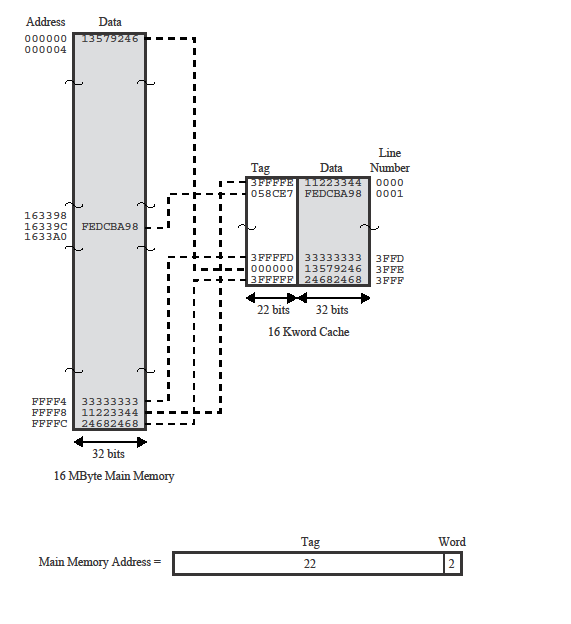 Address Data
000000 13579246
000004
Line
Tag Data Number
3FFFFE 11223344 0000
058CE7 FEDCBA98 0001
163398
16339C FEDCBA98
1633A0
3FFFFD 33333333 3FFD
000000 13579246 3FFE
3FFFFF 24682468 3FFF
22 bits 32 bits
16 Kword Cache
FFFF4 33333333
FFFF8 11223344
FFFFC 24682468
32 bits
16 MByte Main Memory
Tag Word
Main Memory Address = 22 2